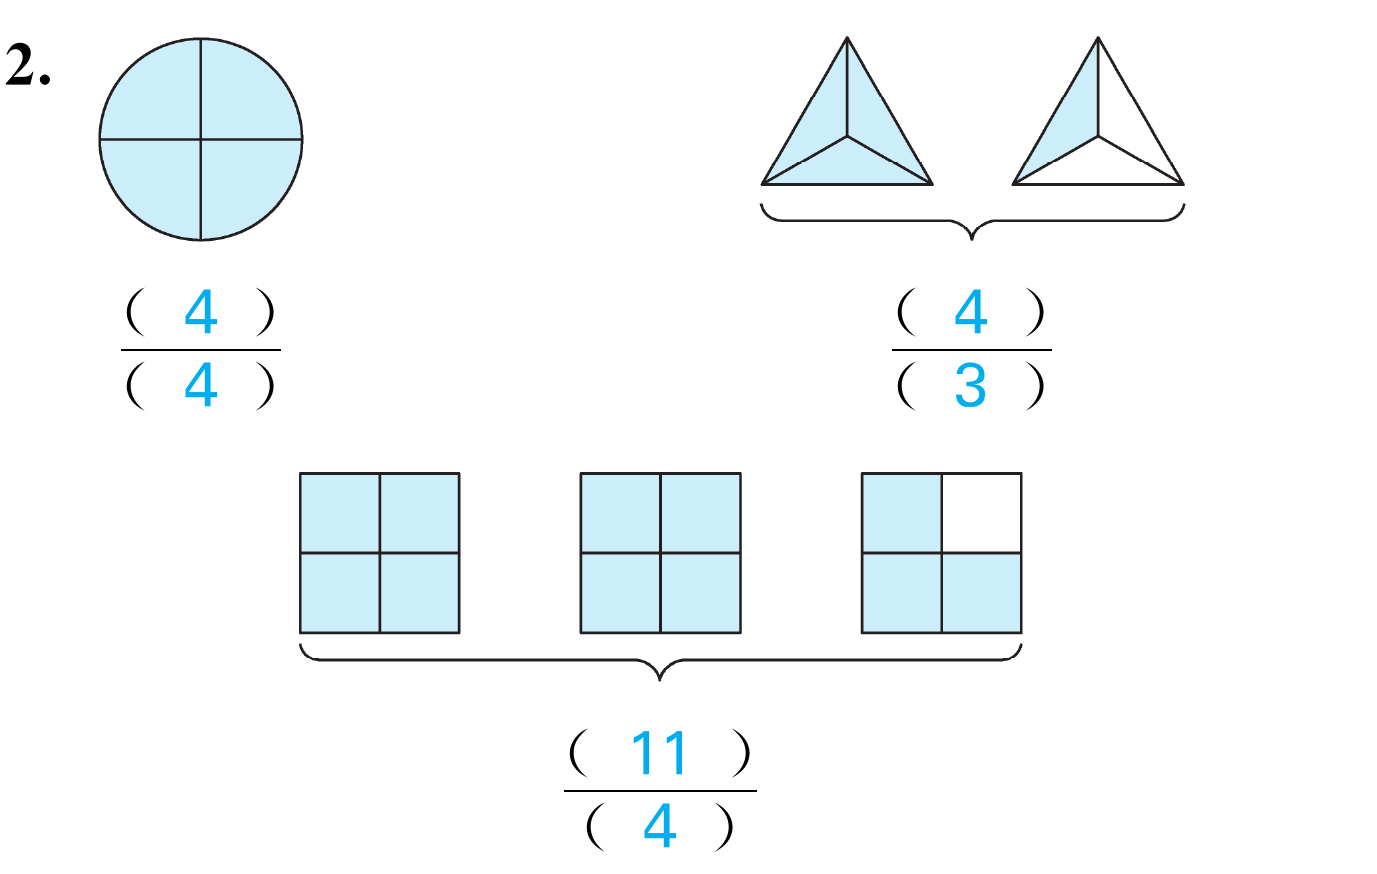 2.
( 4 ) ( 4 )
( 4 ) ( 3 )
( 11 )
( 4 )